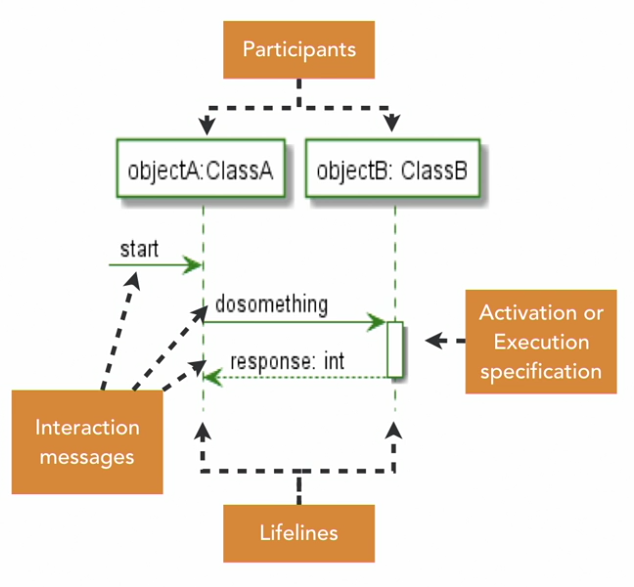 Participants
objectA:ClassA
objectB: ClassB
start
dosomething
Activation or
Execution
specification
response: int
Interaction
messages
Lifelines